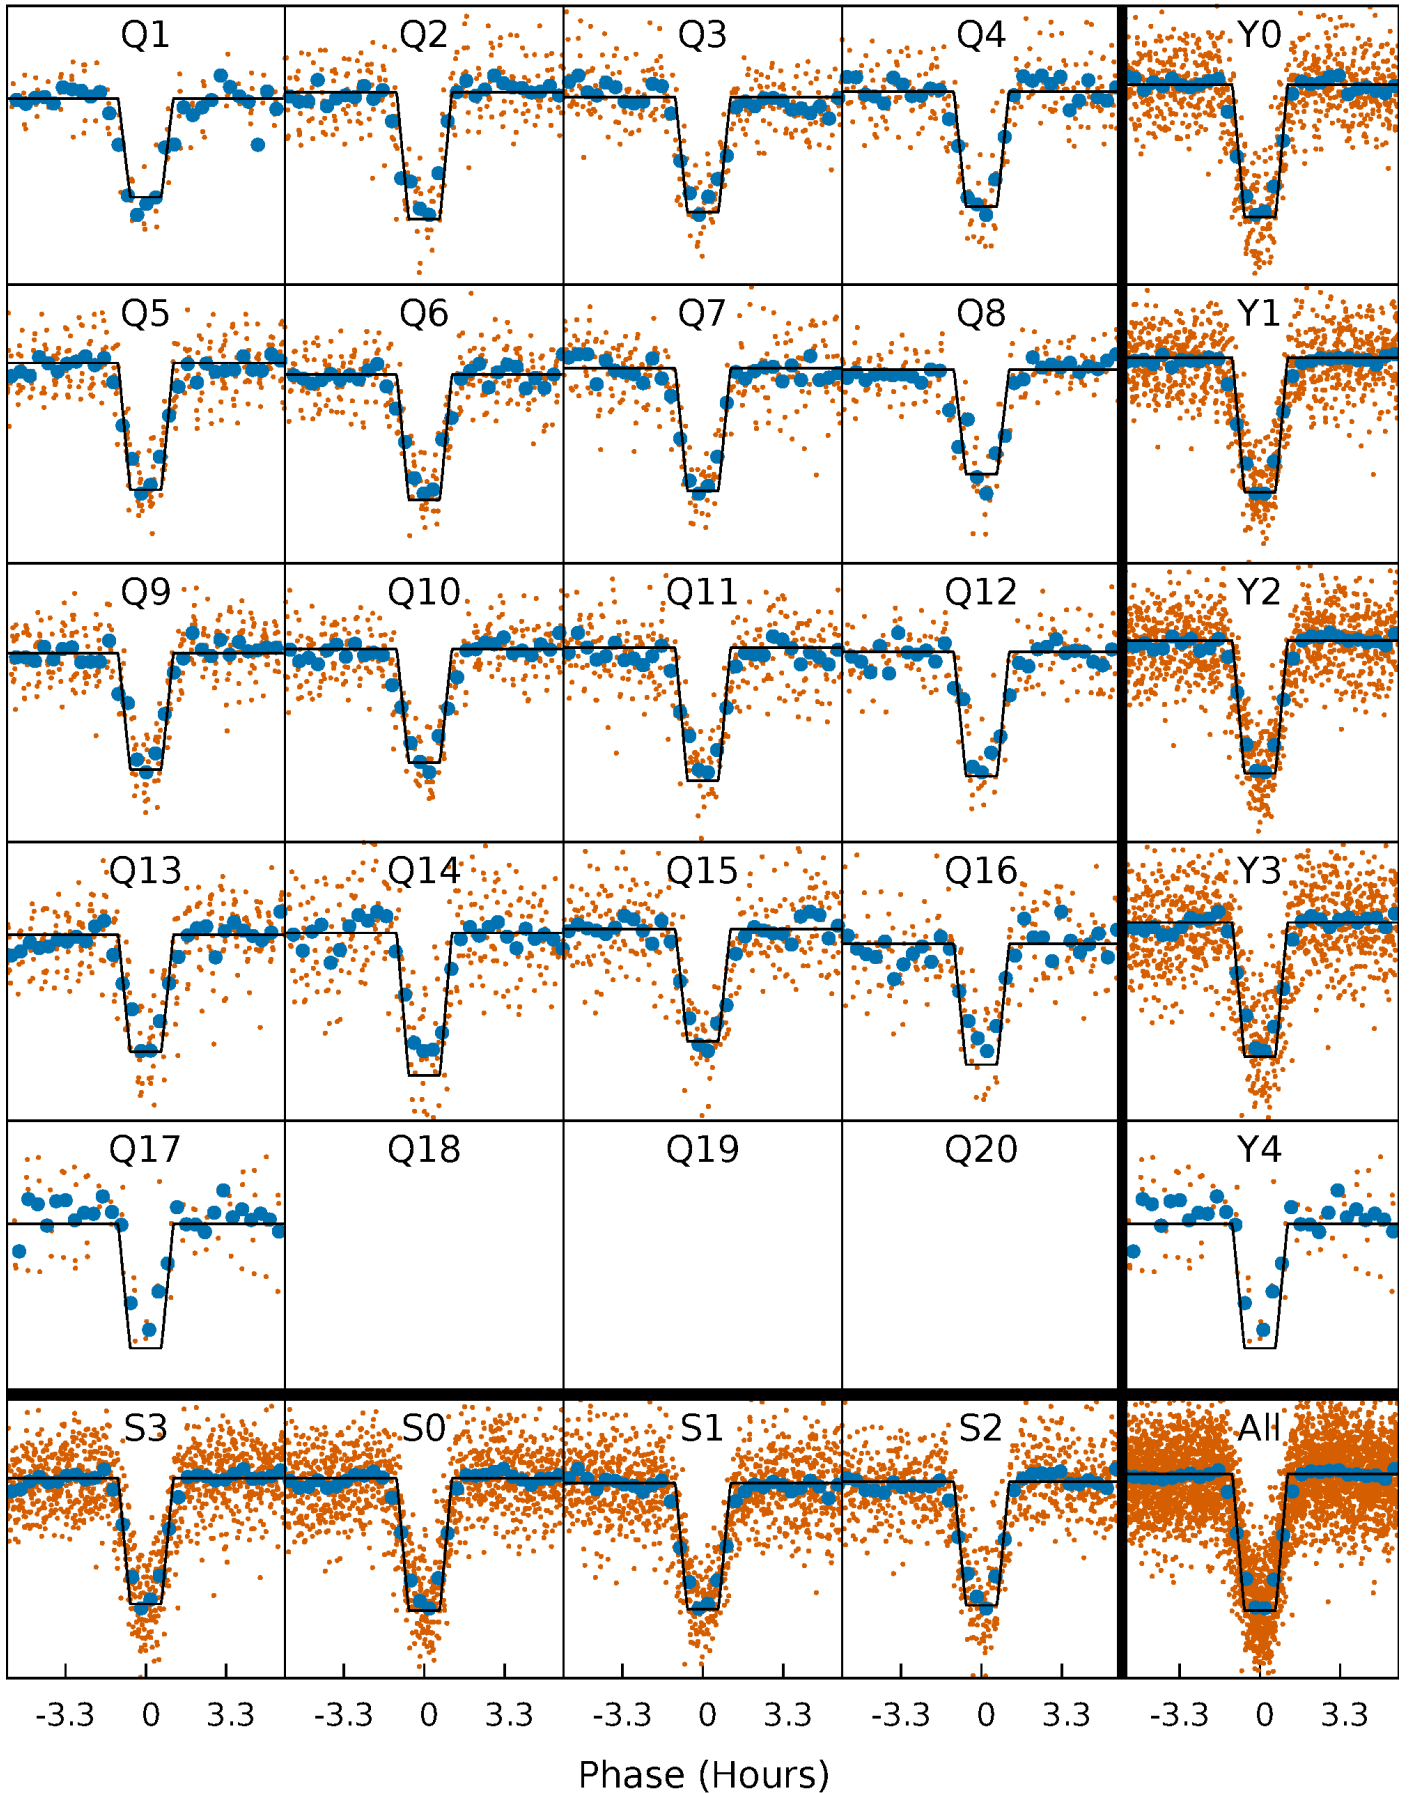 Q1 Q2 Q3 Q4 Y0
Q5 Q6 Q7 Q8 Y1
Q9 Q10 Q11 Q12 Y2
Q13 Q14 Q15 Q16 Y3
Q17 Q18 Q19 Q20 Y4
S3 S0 S1 S2 All
-3.3 0 3.3 -3.3 0 3.3 -3.3 0 3.3 -3.3 0 3.3 -3.3 0 3.3
Phase (Hours)